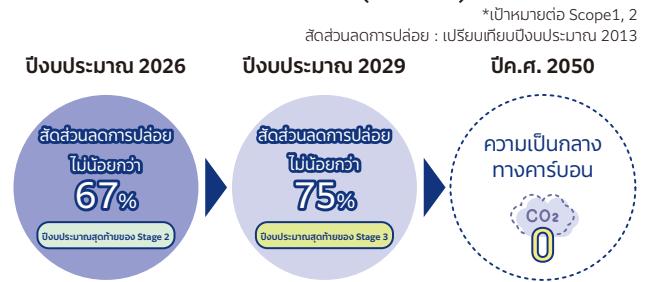 *เป้าหมายต่อ Scope1, 2
สัดส่วนลดการปล่อย : เปรียบเทียบปีงบประมาณ 2013
ปีงบประมาณ 2026
สัดส่วนลดการปล่อย
ไม่น้อยกว่า
67%
ปีงบประมาณสุดท้ายของ Stage 2
ปีงบประมาณ 2029
สัดส่วนลดการปล่อย
ไม่น้อยกว่า
75%
ปีงบประมาณสุดท้ายของ Stage 3
ปีค.ศ. 2050
ความเป็นกลาง
ทางคาร์บอน
CO₂
0